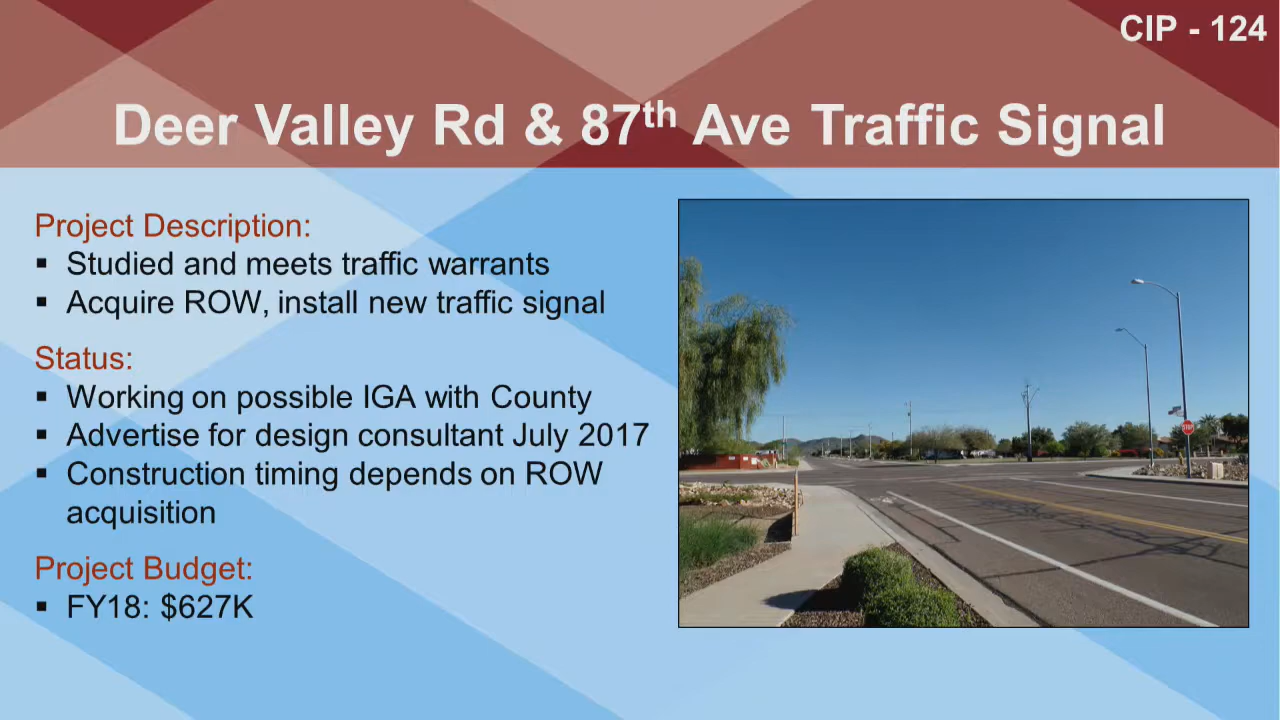 CIP - 124
Deer Valley Rd & 87th Ave Traffic Signal
Project Description:
▪ Studied and meets traffic warrants
▪ Acquire ROW, install new traffic signal
Status:
▪ Working on possible IGA with County
▪ Advertise for design consultant July 2017
▪ Construction timing depends on ROW
acquisition
Project Budget:
▪ FY18: $627K
STOP